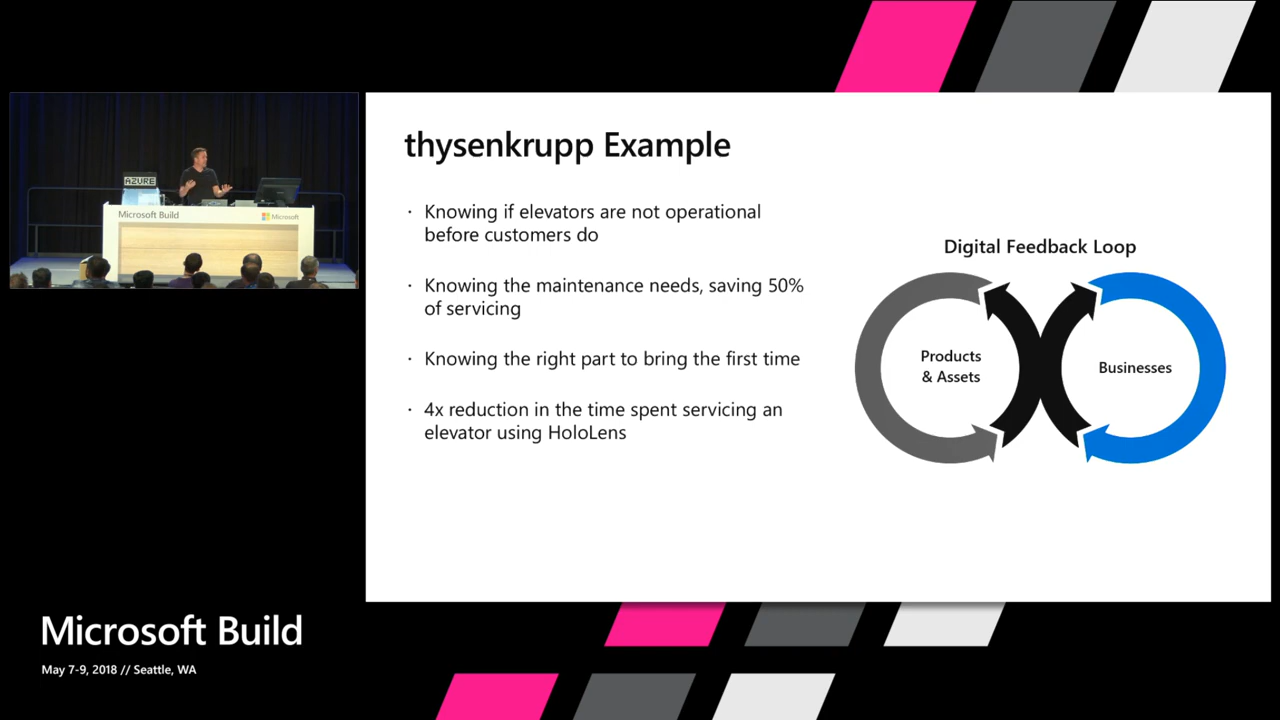 AZURE
Microsoft Build
Microsoft
thysenkrupp Example
· Knowing if elevators are not operational
before customers do
· Knowing the maintenance needs, saving 50%
of servicing
· Knowing the right part to bring the first time
· 4x reduction in the time spent servicing an
elevator using HoloLens
Digital Feedback Loop
Products
& Assets
Businesses
Microsoft Build
May 7-9, 2018 // Seattle, WA